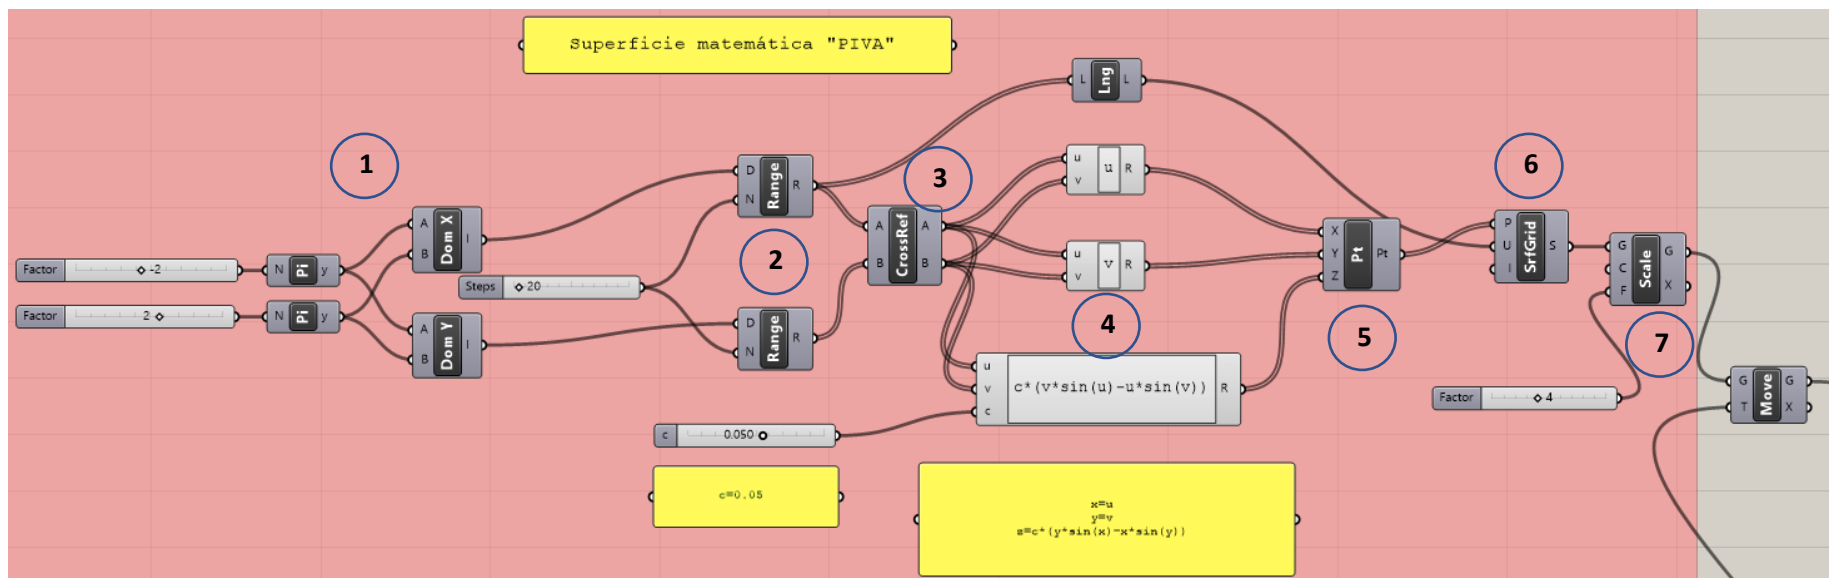 Superficie matemática "PIVA"
L Lng L
1
D Range R
N
3
u u R
v
6
A CrossRef A
B B
A Dom X I
B
2
X Pt Pt
Y
Z
P SrfGrid S
U
I
G Scale G
C
F X
Factor -2
N Pi y
u v R
v
Steps 20
Factor 2
N Pi y
A Dom Y I
B
D Range R
N
4
5
7
u c*(v*sin(u)-u*sin(v)) R
v
c
Factor 4
G Move G
T X
c 0.050
c=0.05
x=u
y=v
z=c*(y*sin(x)-x*sin(y))